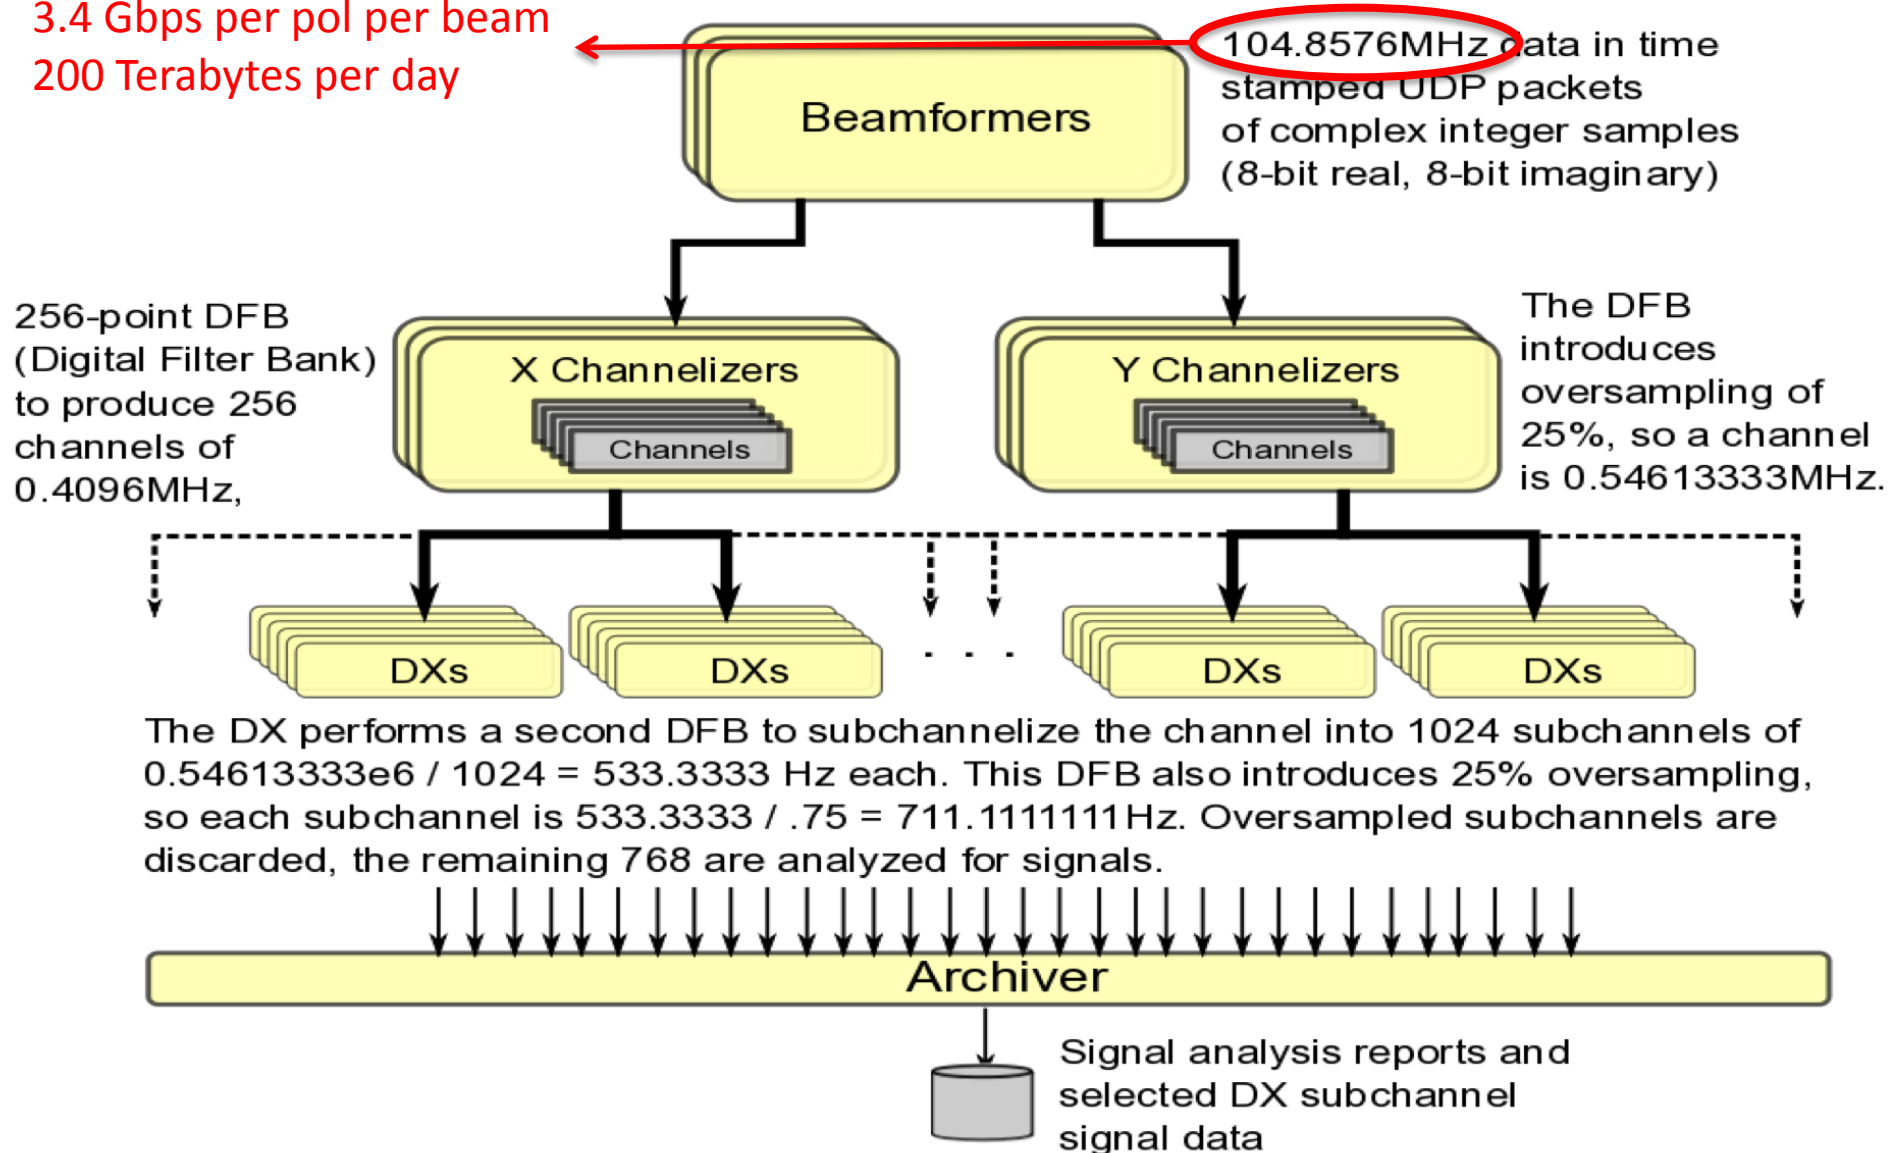 3.4 Gbps per pol per beam
200 Terabytes per day
104.8576MHz data in time
stamped UDP packets
of complex integer samples
(8-bit real, 8-bit imaginary)
Beamformers
256-point DFB
(Digital Filter Bank)
to produce 256
channels of
0.4096MHz,
X Channelizers
Channels
Y Channelizers
Channels
The DFB
introduces
oversampling of
25%, so a channel
is 0.54613333MHz.
DXs
DXs
. . .
DXs
DXs
The DX performs a second DFB to subchannelize the channel into 1024 subchannels of
0.54613333e6 / 1024 = 533.3333 Hz each. This DFB also introduces 25% oversampling,
so each subchannel is 533.3333 / .75 = 711.1111111Hz. Oversampled subchannels are
discarded, the remaining 768 are analyzed for signals.
Archiver
Signal analysis reports and
selected DX subchannel
signal data